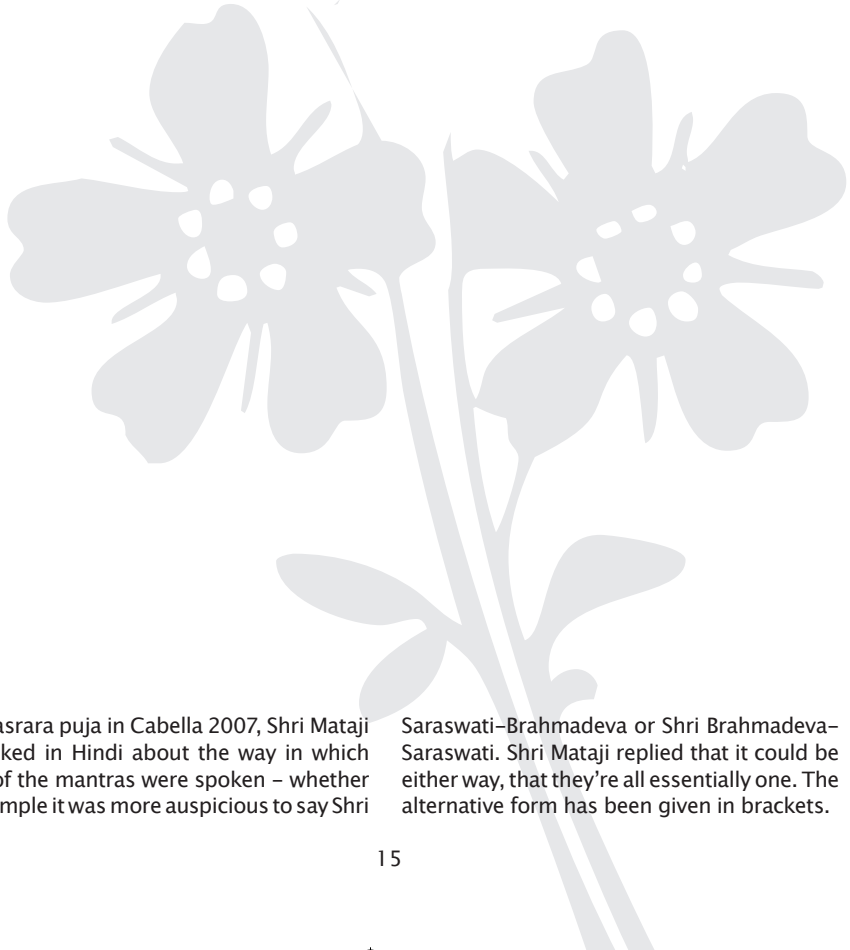 asrara puja in Cabella 2007, Shri Mataji
ked in Hindi about the way in which
of the mantras were spoken – whether
mple it was more auspicious to say Shri
Saraswati–Brahmadeva or Shri Brahmadeva–
Saraswati. Shri Mataji replied that it could be
either way, that they're all essentially one. The
alternative form has been given in brackets.
15